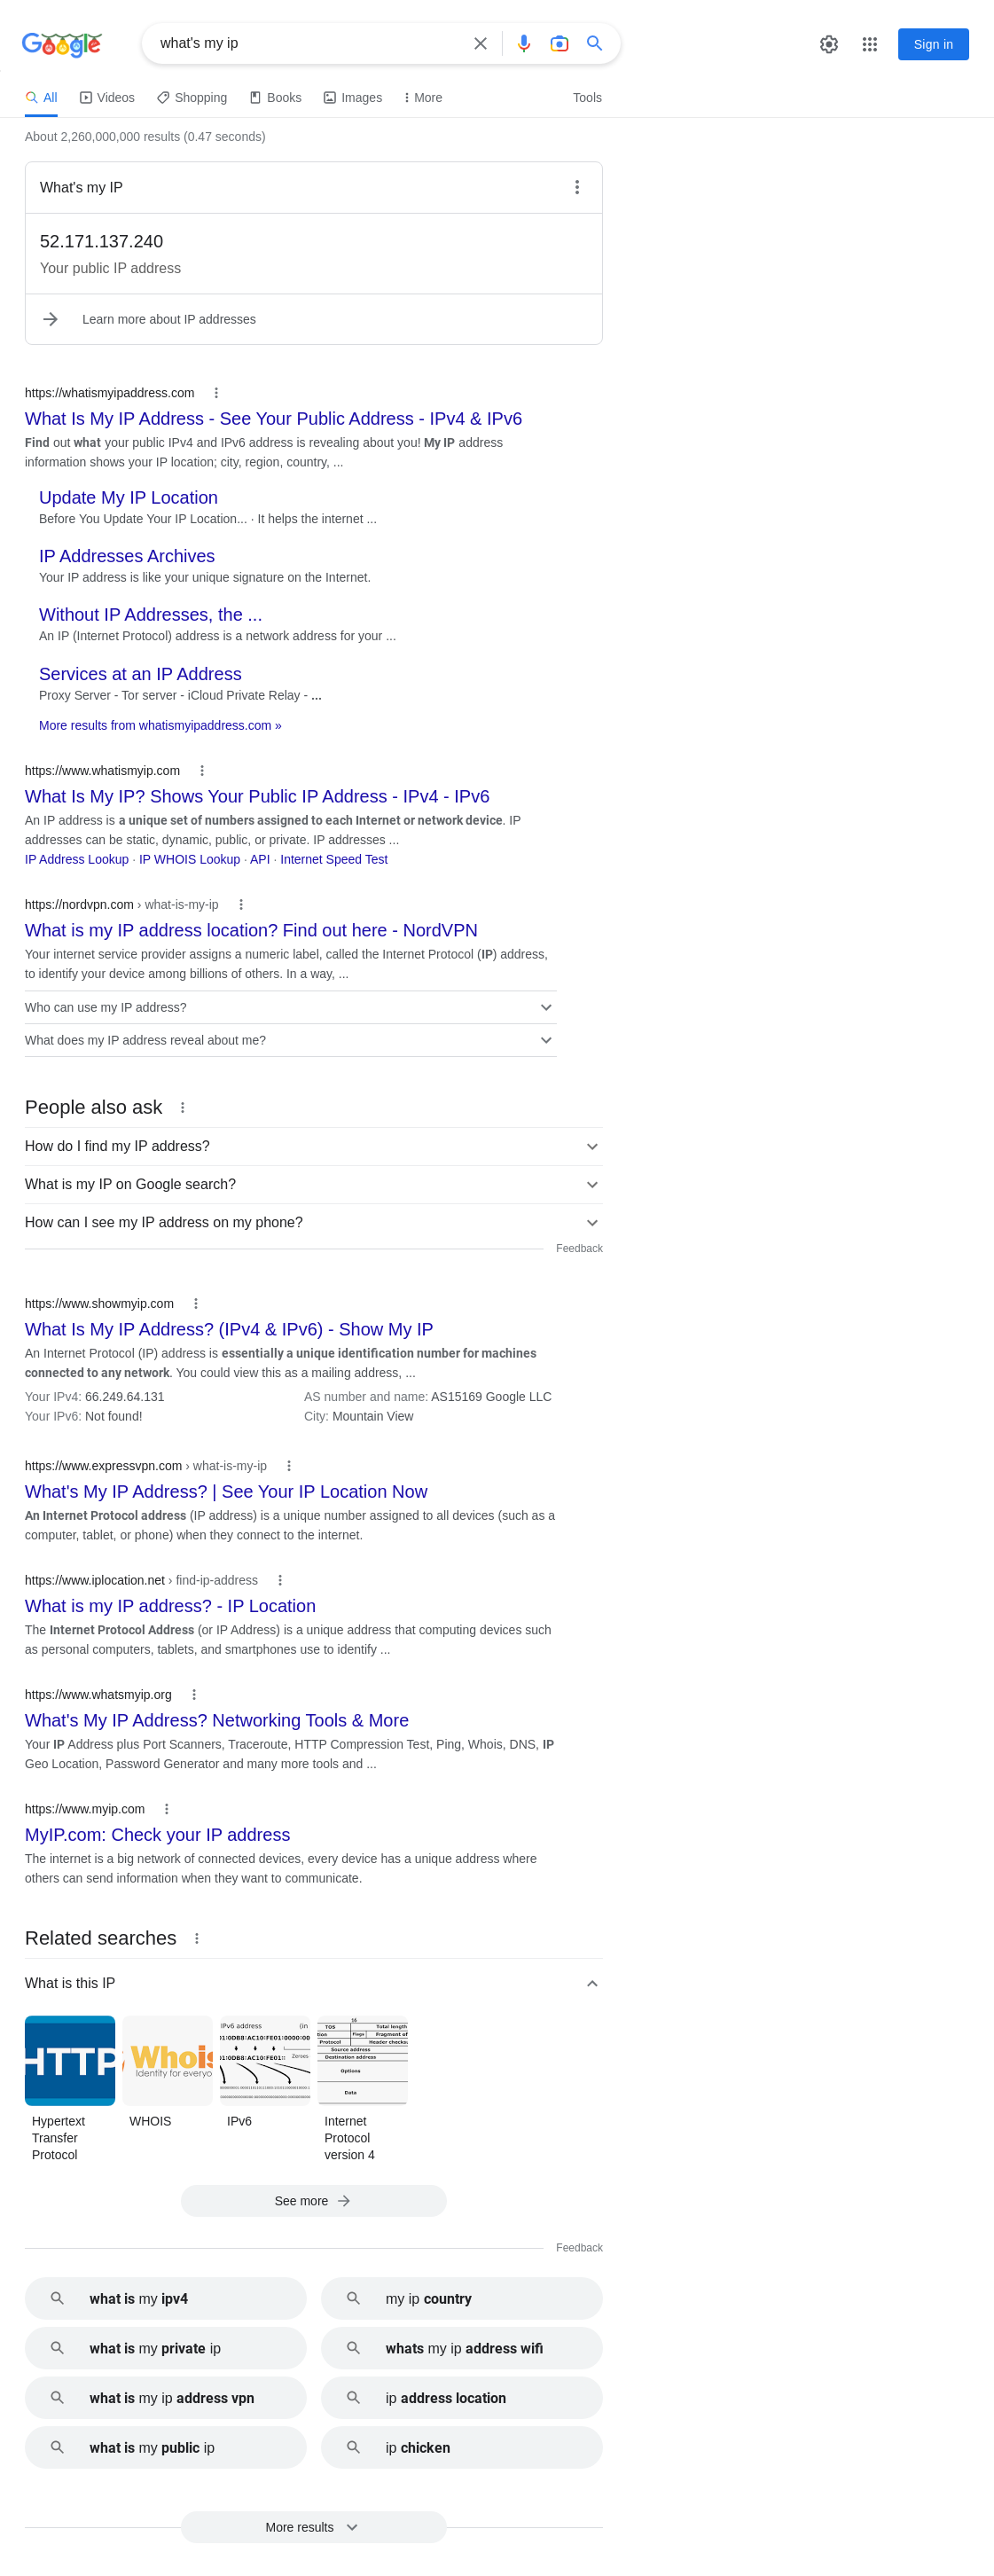 Google
what's my ip
Sign in
All
Videos
Shopping
Books
Images
More
Tools
About 2,260,000,000 results (0.47 seconds)
What's my IP
52.171.137.240
Your public IP address
Learn more about IP addresses
https://whatismyipaddress.com
What Is My IP Address - See Your Public Address - IPv4 & IPv6
Find out what your public IPv4 and IPv6 address is revealing about you! My IP address
information shows your IP location; city, region, country, ...
Update My IP Location
Before You Update Your IP Location... · It helps the internet ...
IP Addresses Archives
Your IP address is like your unique signature on the Internet.
Without IP Addresses, the ...
An IP (Internet Protocol) address is a network address for your ...
Services at an IP Address
Proxy Server - Tor server - iCloud Private Relay - ...
More results from whatismyipaddress.com »
https://www.whatismyip.com
What Is My IP? Shows Your Public IP Address - IPv4 - IPv6
An IP address is a unique set of numbers assigned to each Internet or network device. IP
addresses can be static, dynamic, public, or private. IP addresses ...
IP Address Lookup · IP WHOIS Lookup · API · Internet Speed Test
https://nordvpn.com › what-is-my-ip
What is my IP address location? Find out here - NordVPN
Your internet service provider assigns a numeric label, called the Internet Protocol (IP) address,
to identify your device among billions of others. In a way, ...
Who can use my IP address?
What does my IP address reveal about me?
People also ask
How do I find my IP address?
What is my IP on Google search?
How can I see my IP address on my phone?
Feedback
https://www.showmyip.com
What Is My IP Address? (IPv4 & IPv6) - Show My IP
An Internet Protocol (IP) address is essentially a unique identification number for machines
connected to any network. You could view this as a mailing address, ...
Your IPv4: 66.249.64.131
AS number and name: AS15169 Google LLC
Your IPv6: Not found!
City: Mountain View
https://www.expressvpn.com › what-is-my-ip
What's My IP Address? | See Your IP Location Now
An Internet Protocol address (IP address) is a unique number assigned to all devices (such as a
computer, tablet, or phone) when they connect to the internet.
https://www.iplocation.net › find-ip-address
What is my IP address? - IP Location
The Internet Protocol Address (or IP Address) is a unique address that computing devices such
as personal computers, tablets, and smartphones use to identify ...
https://www.whatsmyip.org
What's My IP Address? Networking Tools & More
Your IP Address plus Port Scanners, Traceroute, HTTP Compression Test, Ping, Whois, DNS, IP
Geo Location, Password Generator and many more tools and ...
https://www.myip.com
MyIP.com: Check your IP address
The internet is a big network of connected devices, every device has a unique address where
others can send information when they want to communicate.
Related searches
What is this IP
HTTP
Whois
Identity for everyo
IPv6 address (in
Zeroes
16
TOS Total length
Flags Fragment of
Protocol Header checksu
Source address
Destination address
Options
Data
Hypertext
Transfer
Protocol
WHOIS
IPv6
Internet
Protocol
version 4
See more
Feedback
what is my ipv4
my ip country
what is my private ip
whats my ip address wifi
what is my ip address vpn
ip address location
what is my public ip
ip chicken
More results